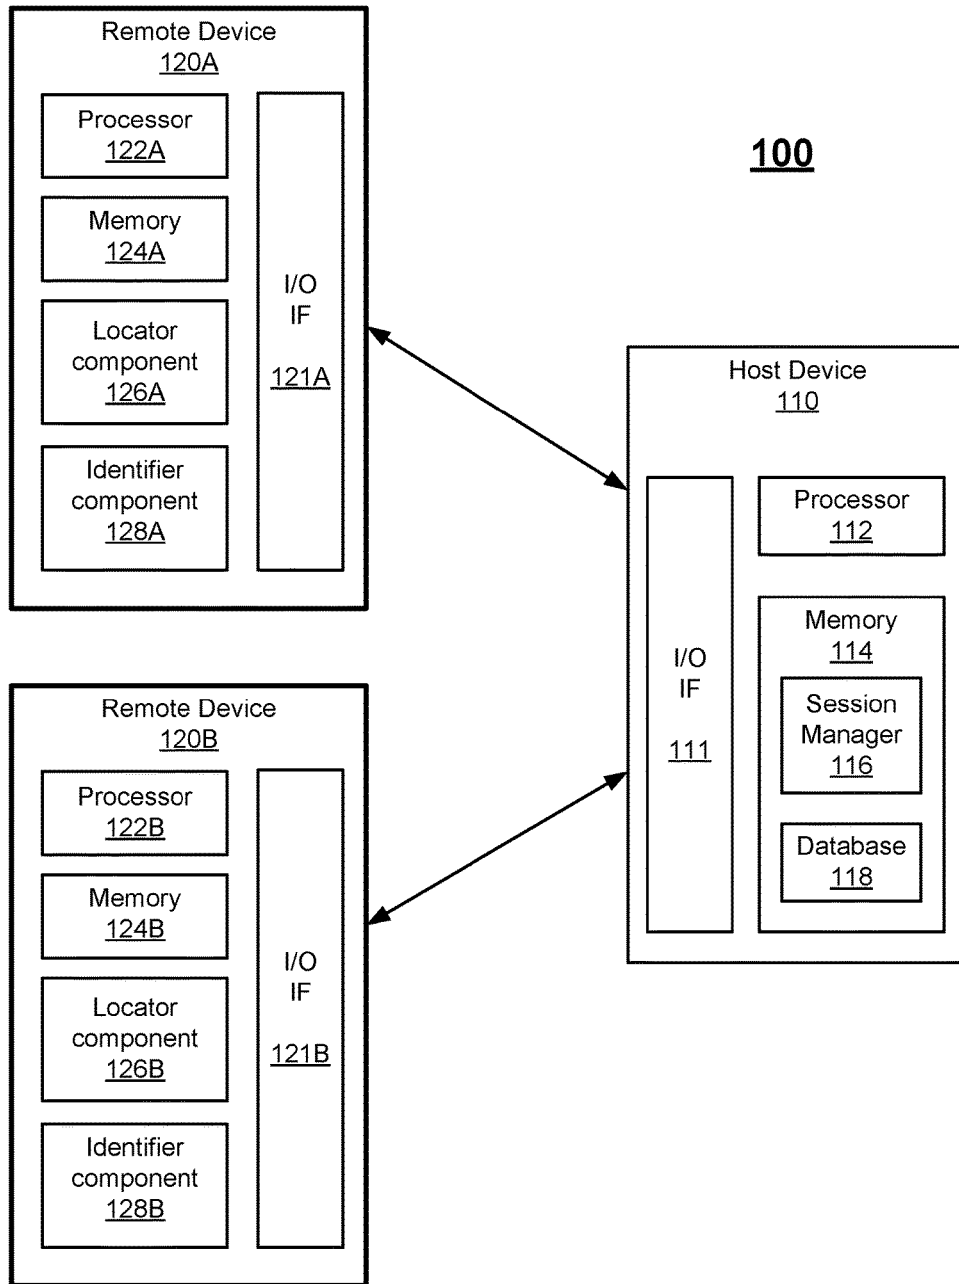 Remote Device
120A
Processor
122A
Memory
124A
Locator
component
126A
Identifier
component
128A
I/O
IF
121A
100
Host Device
110
I/O
IF
111
Processor
112
Memory
114
Session
Manager
116
Database
118
Remote Device
120B
Processor
122B
Memory
124B
Locator
component
126B
Identifier
component
128B
I/O
IF
121B